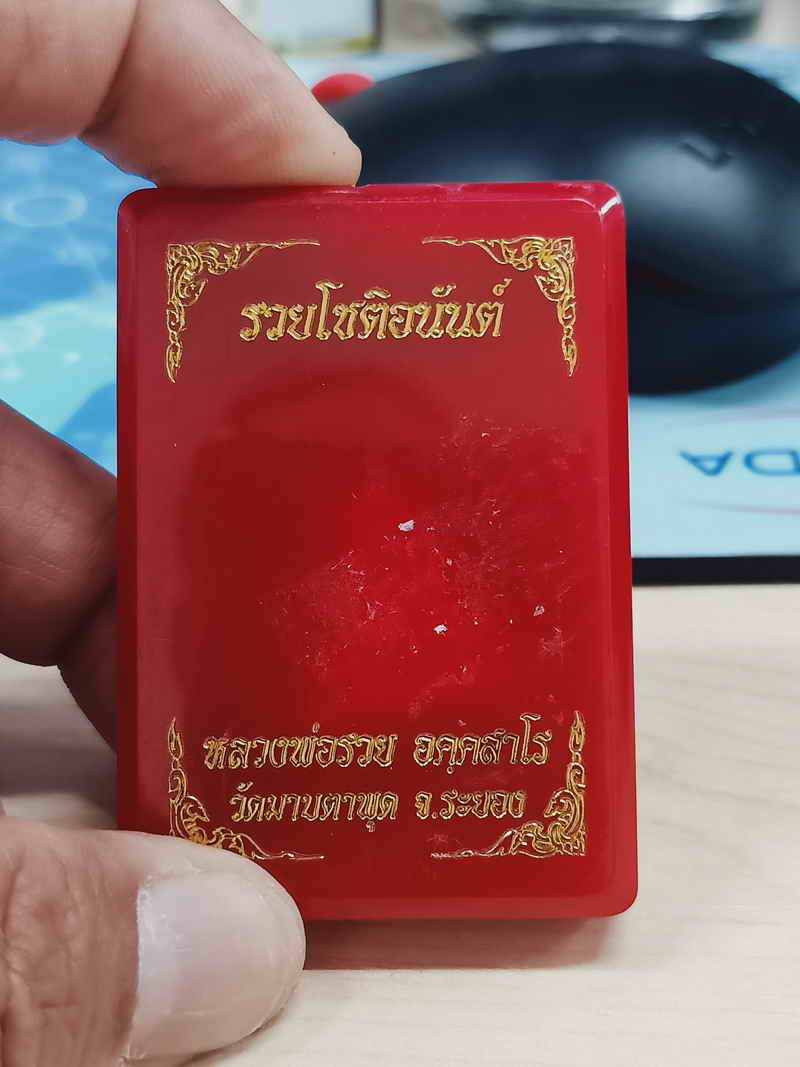 รวยโชติอนันต์
หลวงพ่อรวย อคฺคสาโร
วัดมาบตาพุด จ.ระยอง
DA